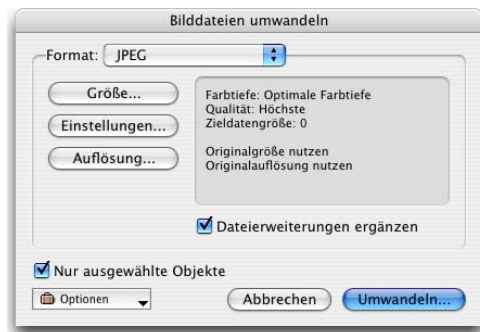 Bilddateien umwandeln
Format: JPEG
Größe...
Einstellungen...
Auflösung...
Farbtiefe: Optimale Farbtiefe
Qualität: Höchste
Zieldatengröße: 0
Originalgröße nutzen
Originalauflösung nutzen
Dateierweiterungen ergänzen
Nur ausgewählte Objekte
Optionen
Abbrechen
Umwandeln...